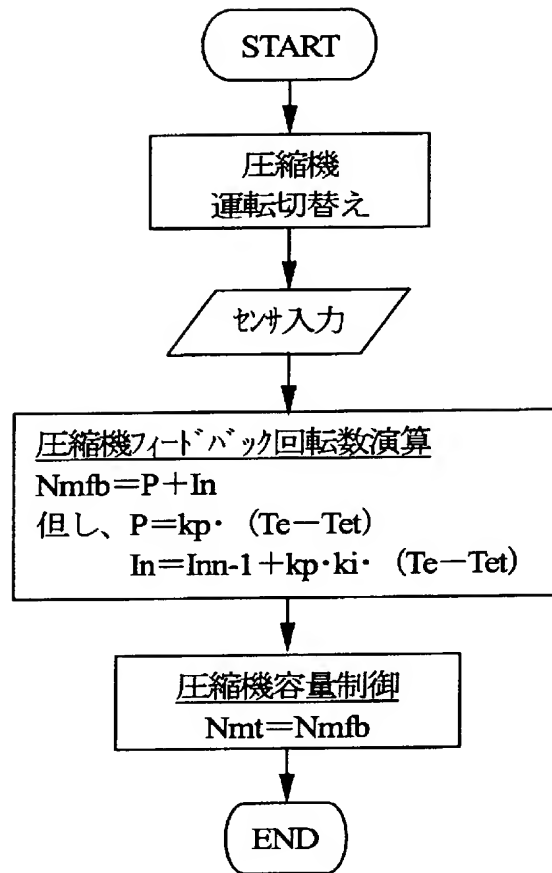 START
圧縮機
運転切替え
ｾﾝｻ入力
圧縮機ﾌｨｰﾄﾞﾊﾞｯｸ回転数演算
Nmfb＝P＋In
但し、P＝kp･（Te－Tet）
In＝Inn-1＋kp･ki･（Te－Tet）
圧縮機容量制御
Nmt＝Nmfb
END